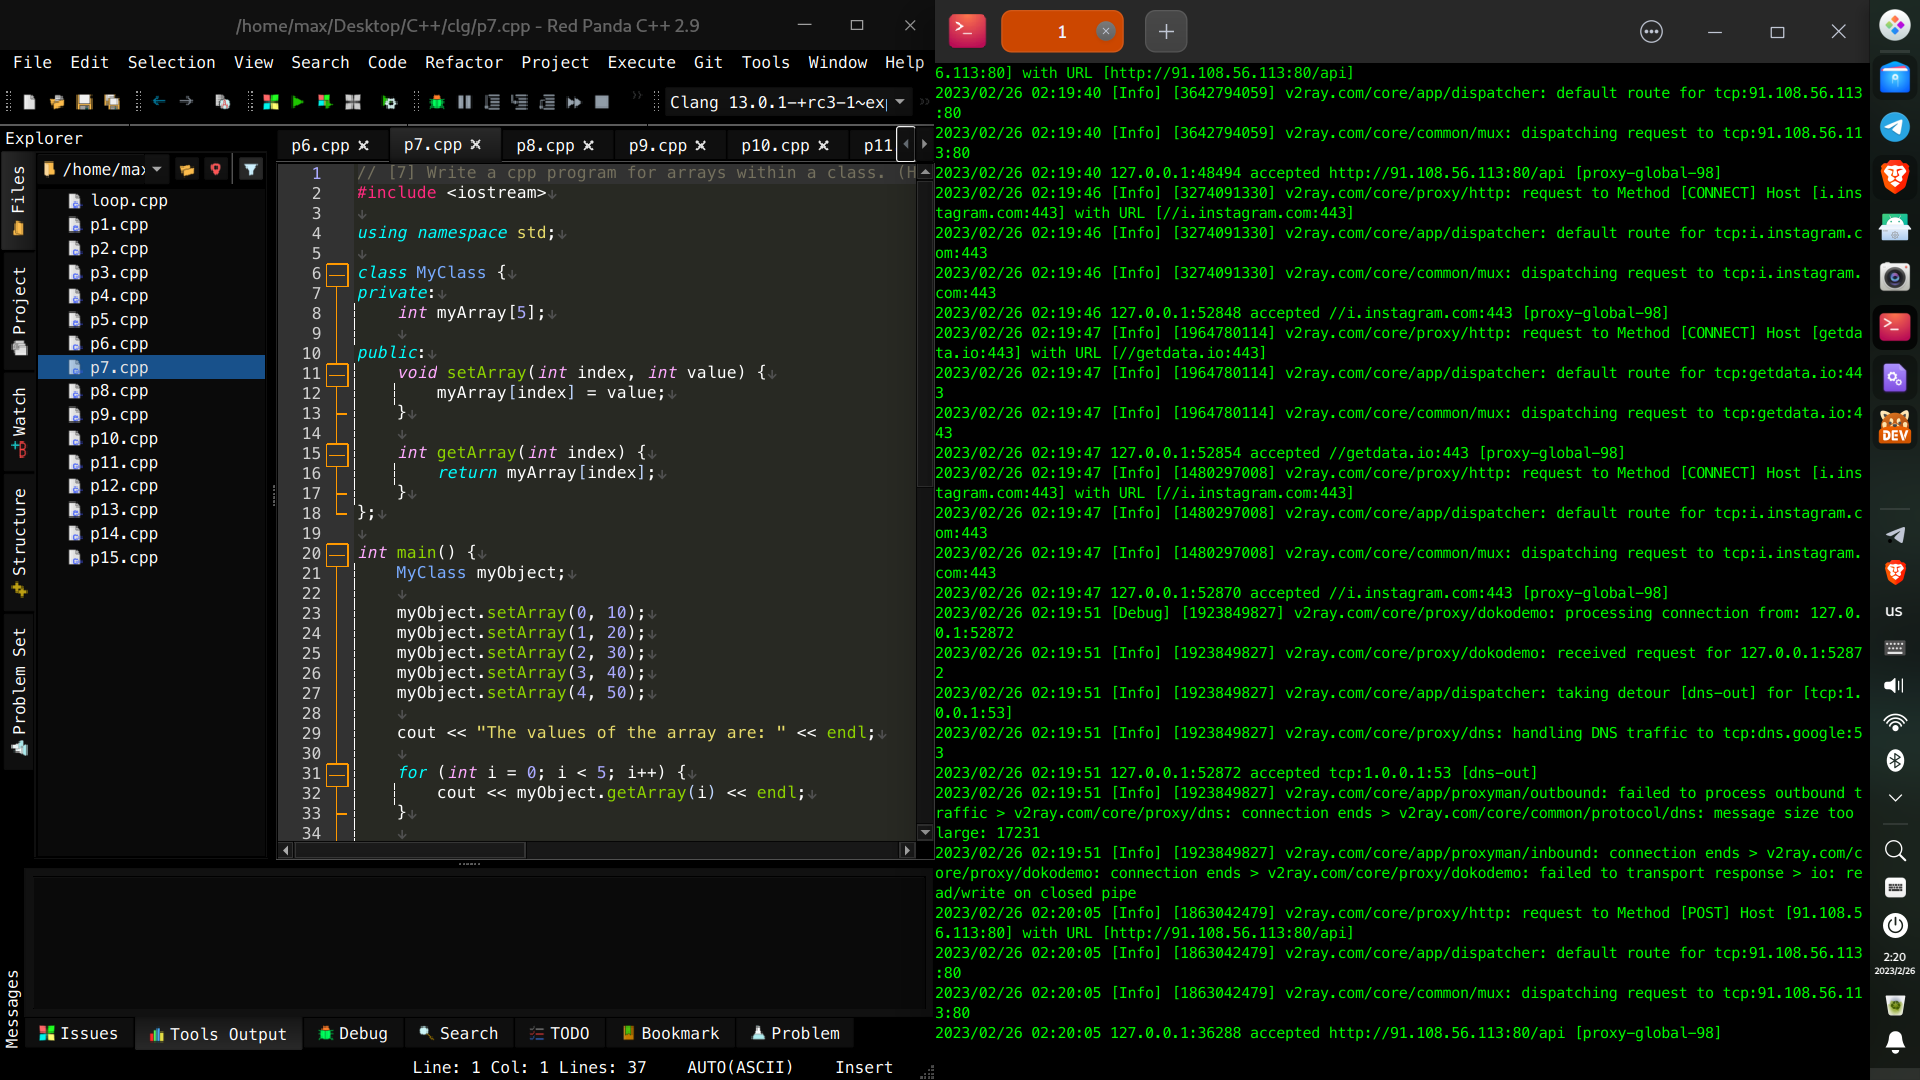 /home/max/Desktop/C++/clg/p7.cpp - Red Panda C++ 2.9
File Edit Selection View Search Code Refactor Project Execute Git Tools Window Help
Clang 13.0.1-+rc3-1~exp
Explorer
/home/max
Files
Project
Watch
Structure
Problem Set
loop.cpp
p1.cpp
p2.cpp
p3.cpp
p4.cpp
p5.cpp
p6.cpp
p7.cpp
p8.cpp
p9.cpp
p10.cpp
p11.cpp
p12.cpp
p13.cpp
p14.cpp
p15.cpp
p6.cpp p7.cpp p8.cpp p9.cpp p10.cpp p11
1 // [7] Write a cpp program for arrays within a class. (H
2 #include <iostream>
3
4 using namespace std;
5
6 class MyClass {
7 private:
8 int myArray[5];
9
10 public:
11 void setArray(int index, int value) {
12 myArray[index] = value;
13 }
14
15 int getArray(int index) {
16 return myArray[index];
17 }
18 };
19
20 int main() {
21 MyClass myObject;
22
23 myObject.setArray(0, 10);
24 myObject.setArray(1, 20);
25 myObject.setArray(2, 30);
26 myObject.setArray(3, 40);
27 myObject.setArray(4, 50);
28
29 cout << "The values of the array are: " << endl;
30
31 for (int i = 0; i < 5; i++) {
32 cout << myObject.getArray(i) << endl;
33 }
34
Messages
Issues Tools Output Debug Search TODO Bookmark Problem
Line: 1 Col: 1 Lines: 37 AUTO(ASCII) Insert
1
6.113:80] with URL [http://91.108.56.113:80/api]
2023/02/26 02:19:40 [Info] [3642794059] v2ray.com/core/app/dispatcher: default route for tcp:91.108.56.113
:80
2023/02/26 02:19:40 [Info] [3642794059] v2ray.com/core/common/mux: dispatching request to tcp:91.108.56.11
3:80
2023/02/26 02:19:40 127.0.0.1:48494 accepted http://91.108.56.113:80/api [proxy-global-98]
2023/02/26 02:19:46 [Info] [3274091330] v2ray.com/core/proxy/http: request to Method [CONNECT] Host [i.ins
tagram.com:443] with URL [//i.instagram.com:443]
2023/02/26 02:19:46 [Info] [3274091330] v2ray.com/core/app/dispatcher: default route for tcp:i.instagram.c
om:443
2023/02/26 02:19:46 [Info] [3274091330] v2ray.com/core/common/mux: dispatching request to tcp:i.instagram.
com:443
2023/02/26 02:19:46 127.0.0.1:52848 accepted //i.instagram.com:443 [proxy-global-98]
2023/02/26 02:19:47 [Info] [1964780114] v2ray.com/core/proxy/http: request to Method [CONNECT] Host [getda
ta.io:443] with URL [//getdata.io:443]
2023/02/26 02:19:47 [Info] [1964780114] v2ray.com/core/app/dispatcher: default route for tcp:getdata.io:44
3
2023/02/26 02:19:47 [Info] [1964780114] v2ray.com/core/common/mux: dispatching request to tcp:getdata.io:4
43
2023/02/26 02:19:47 127.0.0.1:52854 accepted //getdata.io:443 [proxy-global-98]
2023/02/26 02:19:47 [Info] [1480297008] v2ray.com/core/proxy/http: request to Method [CONNECT] Host [i.ins
tagram.com:443] with URL [//i.instagram.com:443]
2023/02/26 02:19:47 [Info] [1480297008] v2ray.com/core/app/dispatcher: default route for tcp:i.instagram.c
om:443
2023/02/26 02:19:47 [Info] [1480297008] v2ray.com/core/common/mux: dispatching request to tcp:i.instagram.
com:443
2023/02/26 02:19:47 127.0.0.1:52870 accepted //i.instagram.com:443 [proxy-global-98]
2023/02/26 02:19:51 [Debug] [1923849827] v2ray.com/core/proxy/dokodemo: processing connection from: 127.0.
0.1:52872
2023/02/26 02:19:51 [Info] [1923849827] v2ray.com/core/proxy/dokodemo: received request for 127.0.0.1:5287
2
2023/02/26 02:19:51 [Info] [1923849827] v2ray.com/core/app/dispatcher: taking detour [dns-out] for [tcp:1.
0.0.1:53]
2023/02/26 02:19:51 [Info] [1923849827] v2ray.com/core/proxy/dns: handling DNS traffic to tcp:dns.google:5
3
2023/02/26 02:19:51 127.0.0.1:52872 accepted tcp:1.0.0.1:53 [dns-out]
2023/02/26 02:19:51 [Info] [1923849827] v2ray.com/core/app/proxyman/outbound: failed to process outbound t
raffic > v2ray.com/core/proxy/dns: connection ends > v2ray.com/core/common/protocol/dns: message size too
large: 17231
2023/02/26 02:19:51 [Info] [1923849827] v2ray.com/core/app/proxyman/inbound: connection ends > v2ray.com/c
ore/proxy/dokodemo: connection ends > v2ray.com/core/proxy/dokodemo: failed to transport response > io: re
ad/write on closed pipe
2023/02/26 02:20:05 [Info] [1863042479] v2ray.com/core/proxy/http: request to Method [POST] Host [91.108.5
6.113:80] with URL [http://91.108.56.113:80/api]
2023/02/26 02:20:05 [Info] [1863042479] v2ray.com/core/app/dispatcher: default route for tcp:91.108.56.113
:80
2023/02/26 02:20:05 [Info] [1863042479] v2ray.com/core/common/mux: dispatching request to tcp:91.108.56.11
3:80
2023/02/26 02:20:05 127.0.0.1:36288 accepted http://91.108.56.113:80/api [proxy-global-98]
DEV
us
2:20
2023/2/26